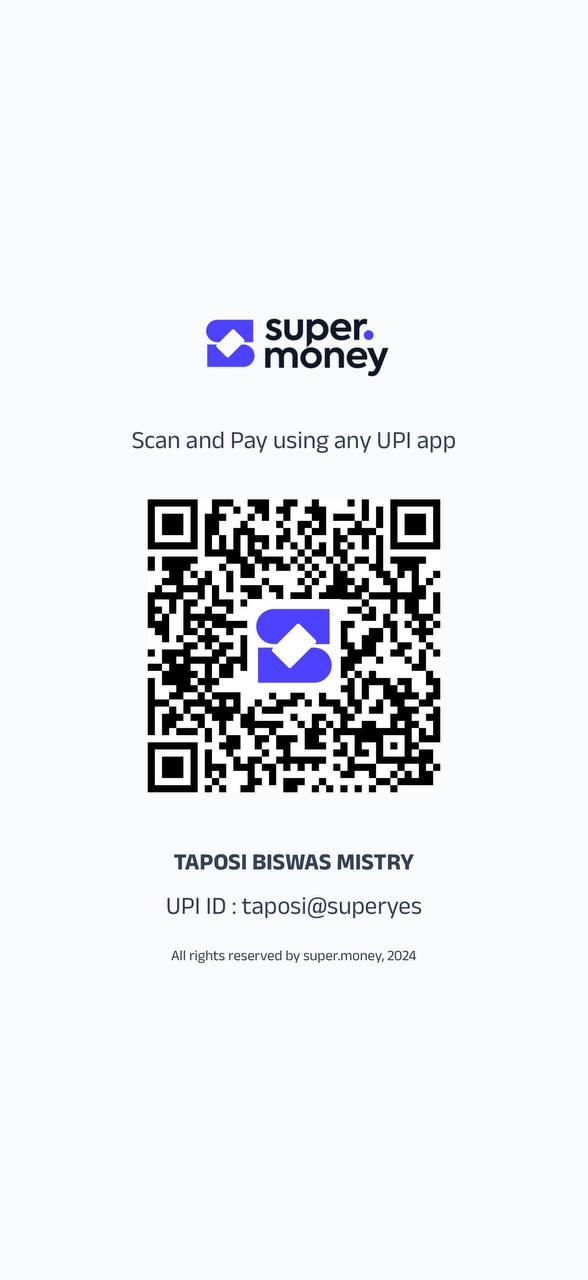 super.
money
Scan and Pay using any UPI app
TAPOSI BISWAS MISTRY
UPI ID : taposi@superyes
All rights reserved by super.money, 2024